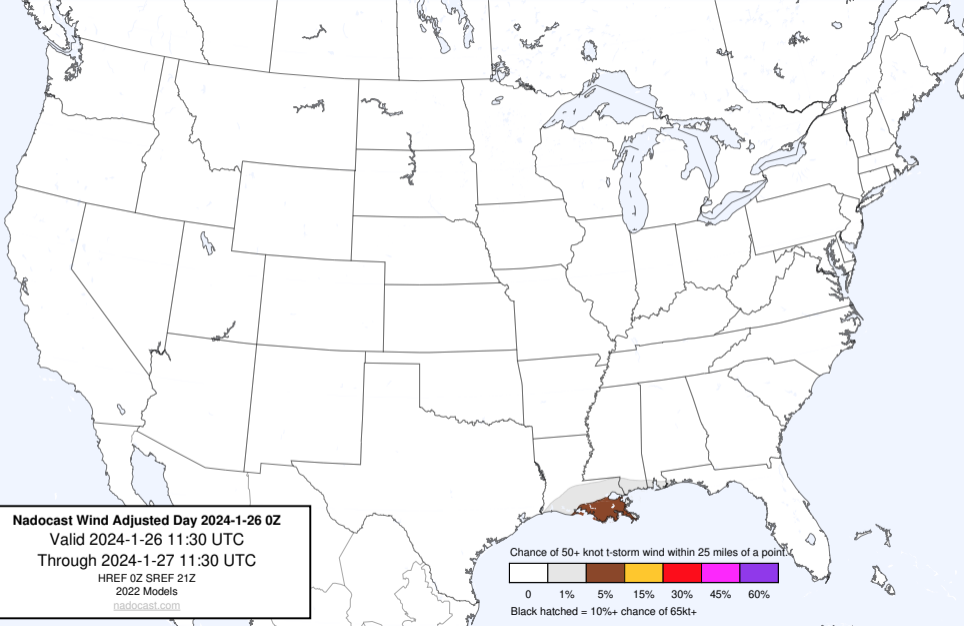 Nadocast Wind Adjusted Day 2024-1-26 0Z
Valid 2024-1-26 11:30 UTC
Through 2024-1-27 11:30 UTC
HREF 0Z SREF 21Z
2022 Models
nadocast.com
Chance of 50+ knot t-storm wind within 25 miles of a point.
0 1% 5% 15% 30% 45% 60%
Black hatched = 10%+ chance of 65kt+